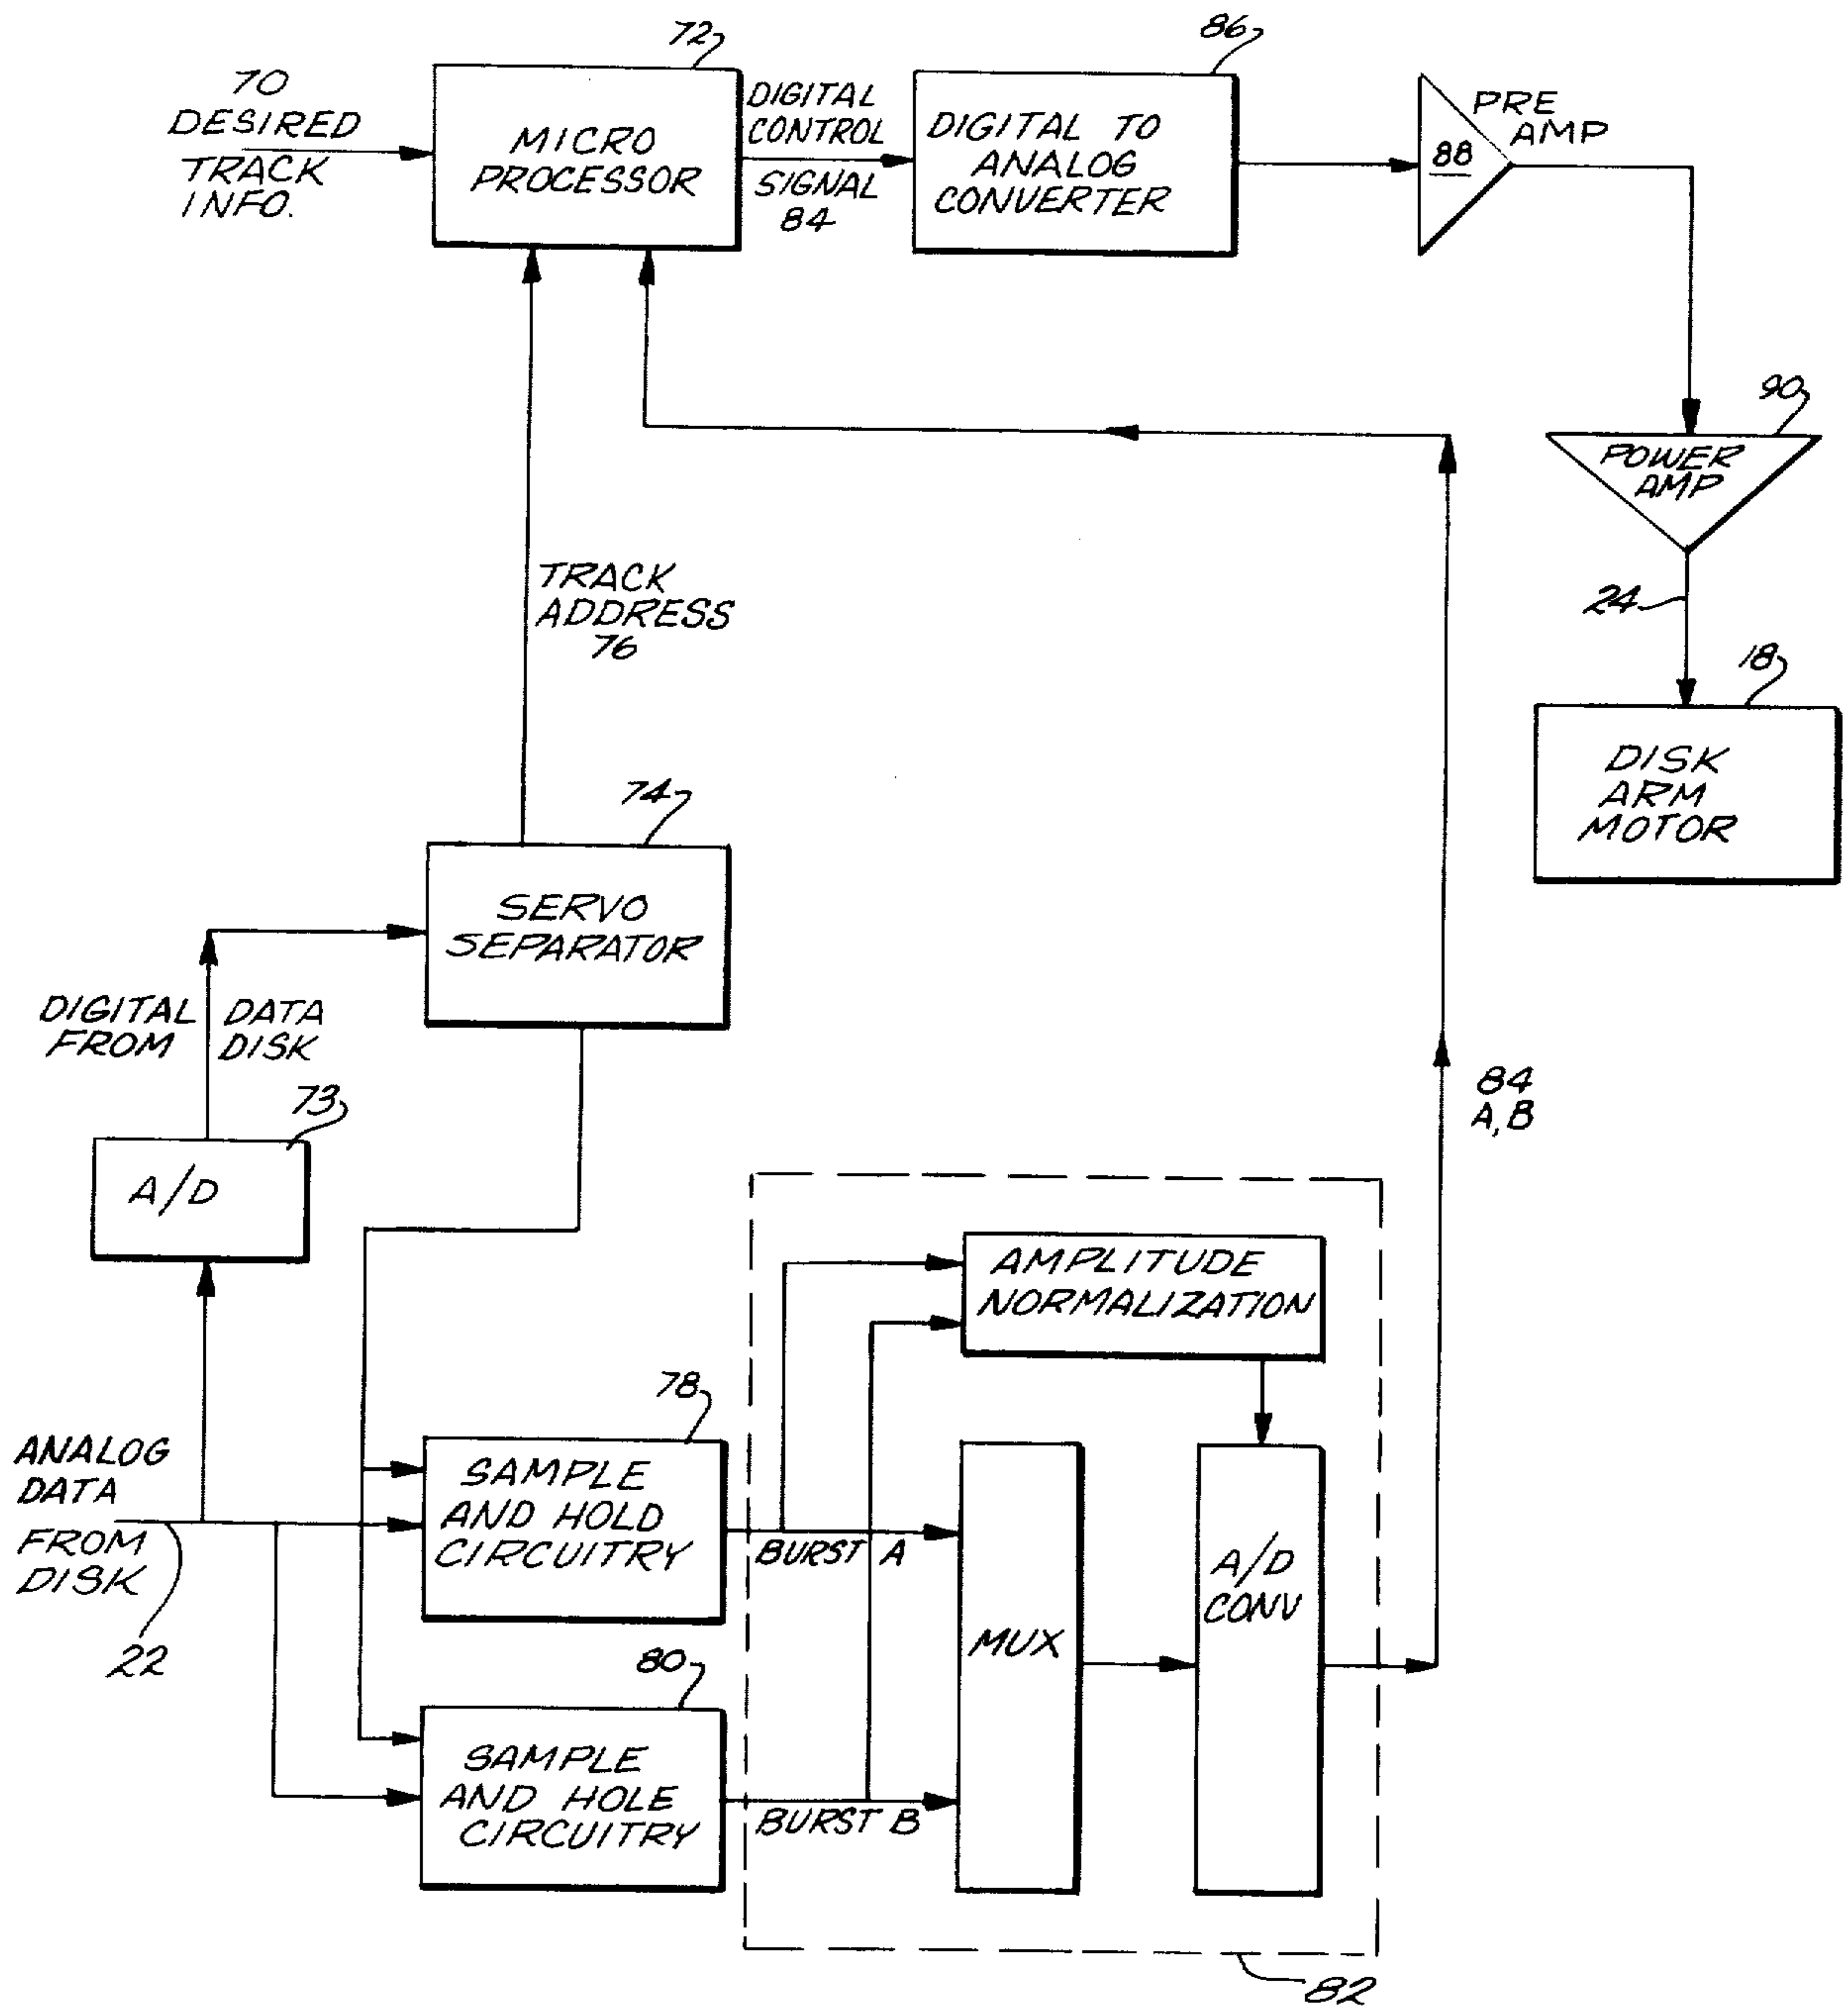 72
86
70
DESIRED
TRACK
INFO.
MICRO
PROCESSOR
DIGITAL
CONTROL
SIGNAL
84
DIGITAL TO
ANALOG
CONVERTER
88
PRE
AMP
90
POWER
AMP
24
18
DISK
ARM
MOTOR
TRACK
ADDRESS
76
74
SERVO
SEPARATOR
DIGITAL DATA
FROM DISK
73
A/D
84
A,B
AMPLITUDE
NORMALIZATION
78
ANALOG
DATA
FROM
DISK
22
SAMPLE
AND HOLD
CIRCUITRY
BURST A
MUX
A/D
CONV
80
SAMPLE
AND HOLE
CIRCUITRY
BURST B
82